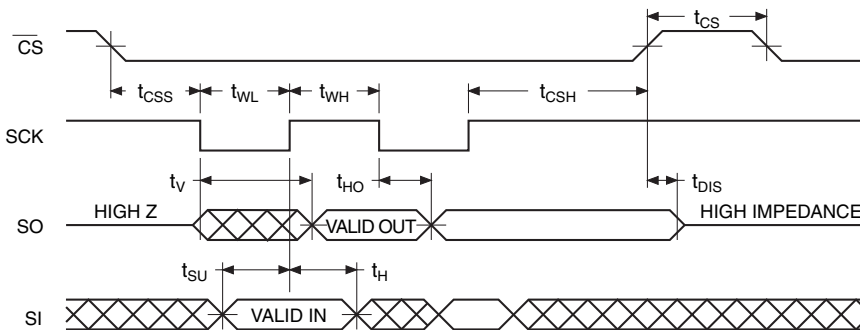 t_CS
CS
t_CSS t_WL t_WH t_CSH
SCK
t_V t_HO t_DIS
HIGH Z VALID OUT HIGH IMPEDANCE
SO
t_SU t_H
SI VALID IN